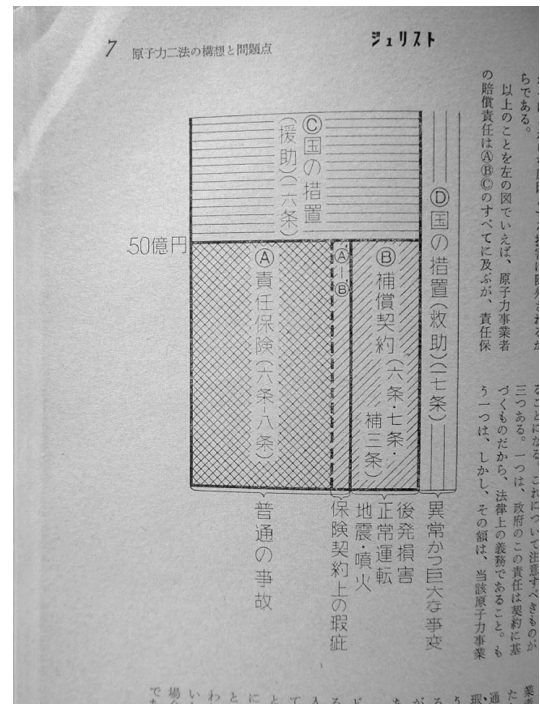 7 原子力二法の構想と問題点
ジュリスト
らである。
以上のことを左の図でいえば、原子力事業者
の賠償責任はⒶⒷⒸのすべてに及ぶが、責任保
Ⓓ国の措置(救助)(一七条)
Ⓒ国の措置
(援助)(一六条)
50億円
Ⓑ補償契約(六条・七条・
補三条)
Ⓐ-Ⓑ
Ⓐ責任保険(六条-八条)
異常かつ巨大な事変
後発損害
正常運転
地震・噴火
保険契約上の瑕疵
普通の事故
ることになる。これについて注意すべきものが
三つある。一つは、政府のこの責任は契約に基
づくものだから、法律上の義務であること。も
う一つは、しかし、その額は、当該原子力事業